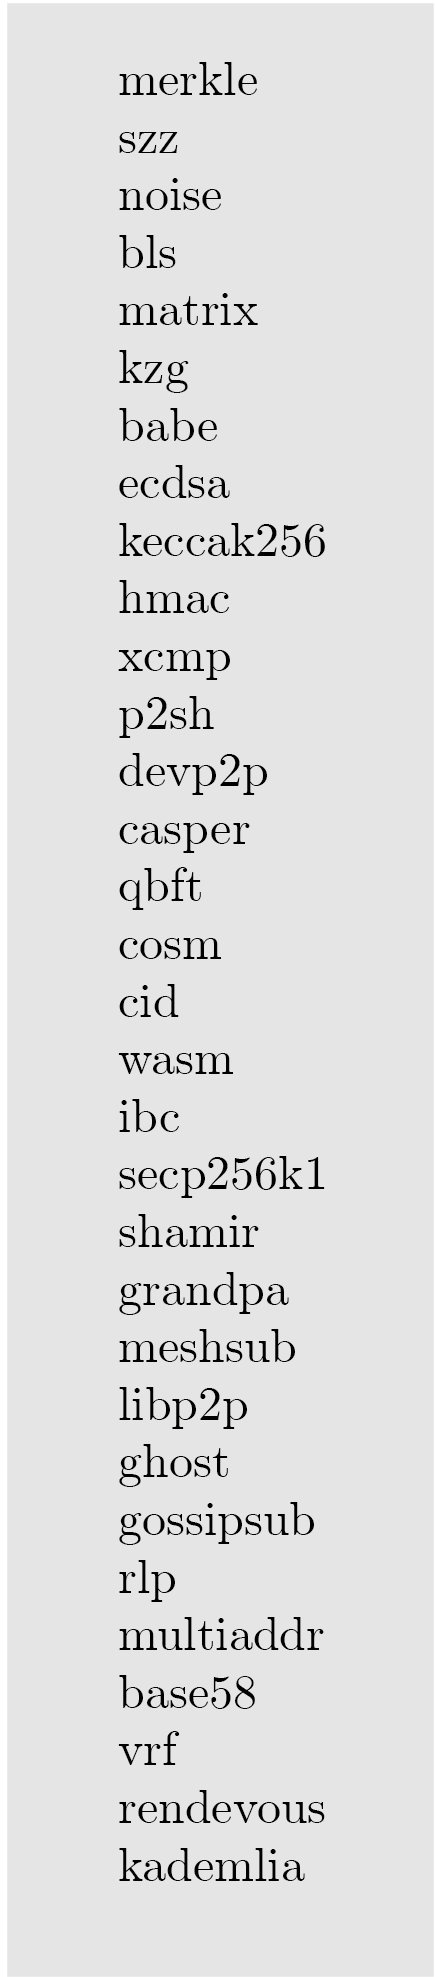 merkle
szz
noise
bls
matrix
kzg
babe
ecdsa
keccak256
hmac
xcmp
p2sh
devp2p
casper
qbft
cosm
cid
wasm
ibc
secp256k1
shamir
grandpa
meshsub
libp2p
ghost
gossipsub
rlp
multiaddr
base58
vrf
rendevous
kademlia